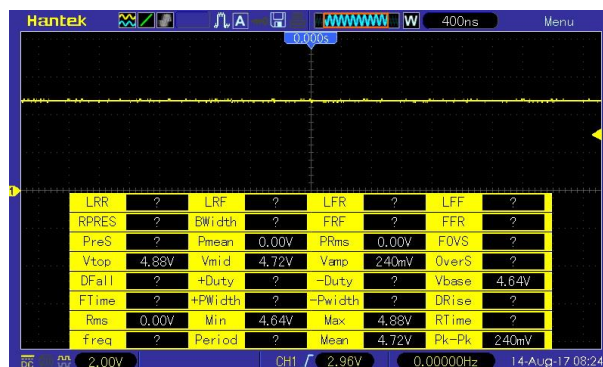 Hantek A W 400ns Menu
0.000s
1
LRR ? LRF ? LFR ? LFF ?
RPRES ? BWidth ? FRF ? FFR ?
PreS ? Pmean 0.00V PRms 0.00V FOVS ?
Vtop 4.88V Vmid 4.72V Vamp 240mV OverS ?
DFall ? +Duty ? -Duty ? Vbase 4.64V
FTime ? +PWidth ? -Pwidth ? DRise ?
Rms 0.00V Min 4.64V Max 4.88V RTime ?
freq ? Period ? Mean 4.72V Pk-Pk 240mV
DC 2.00V CH1 2.96V 0.00000Hz 14-Aug-17 08:24